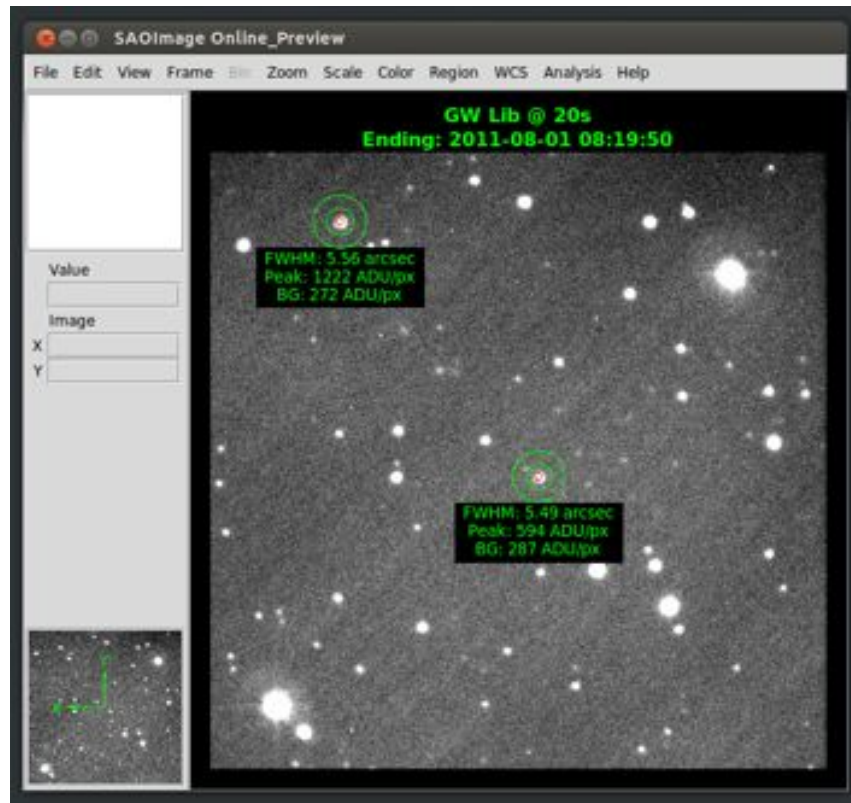 SAOImage Online_Preview
File Edit View Frame Bin Zoom Scale Color Region WCS Analysis Help
GW Lib @ 20s
Ending: 2011-08-01 08:19:50
FWHM: 5.56 arcsec
Peak: 1222 ADU/px
BG: 272 ADU/px
Value
Image
X
Y
FWHM: 5.49 arcsec
Peak: 594 ADU/px
BG: 287 ADU/px